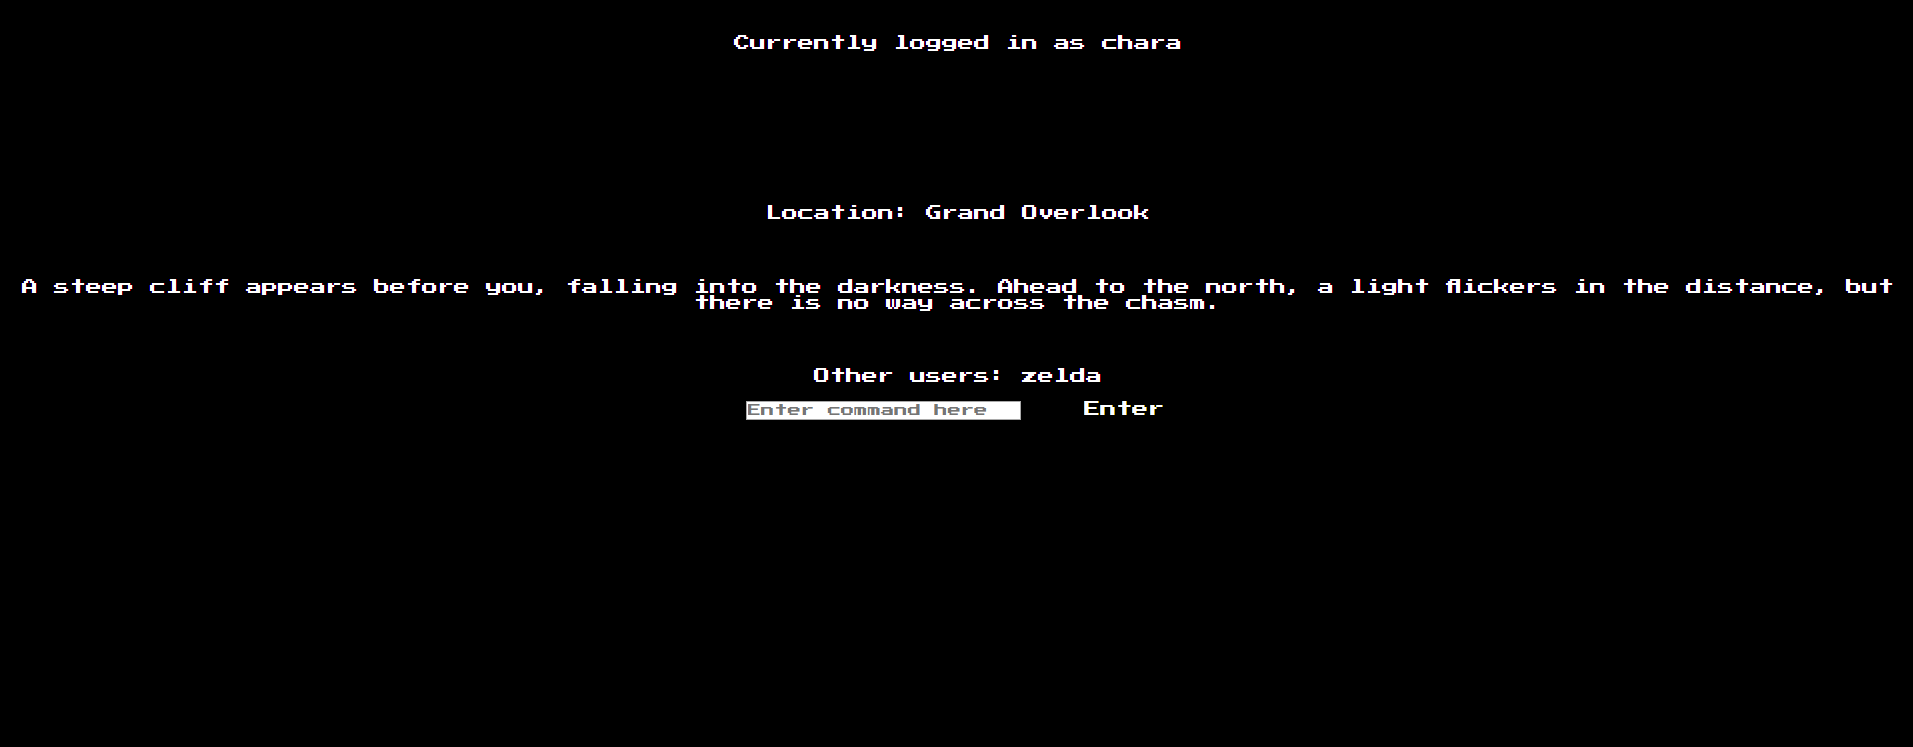 Currently logged in as chara
Location: Grand Overlook
A steep cliff appears before you, falling into the darkness. Ahead to the north, a light flickers in the distance, but
there is no way across the chasm.
Other users: zelda
Enter command here Enter